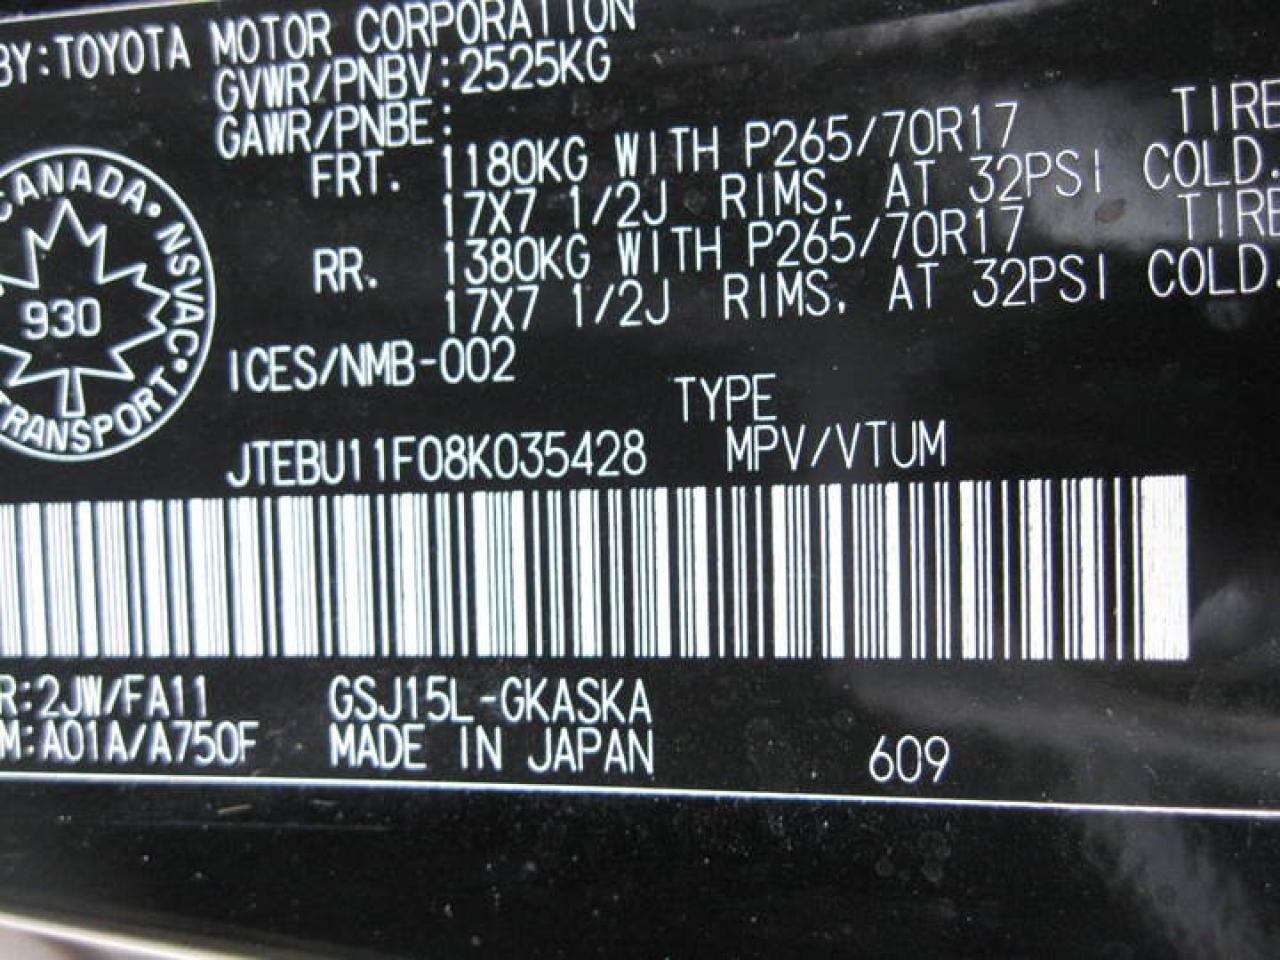 BY:TOYOTA MOTOR CORPORATION
GVWR/PNBV:2525KG
GAWR/PNBE:
FRT. 1180KG WITH P265/70R17 TIRE
17X7 1/2J RIMS, AT 32PSI COLD.
RR. 1380KG WITH P265/70R17 TIRE
17X7 1/2J RIMS, AT 32PSI COLD.
CANADA • NSVAC •
TRANSPORT
930
ICES/NMB-002
TYPE
JTEBU11F08K035428 MPV/VTUM
R:2JW/FA11 GSJ15L-GKASKA
M:A01A/A750F MADE IN JAPAN
609